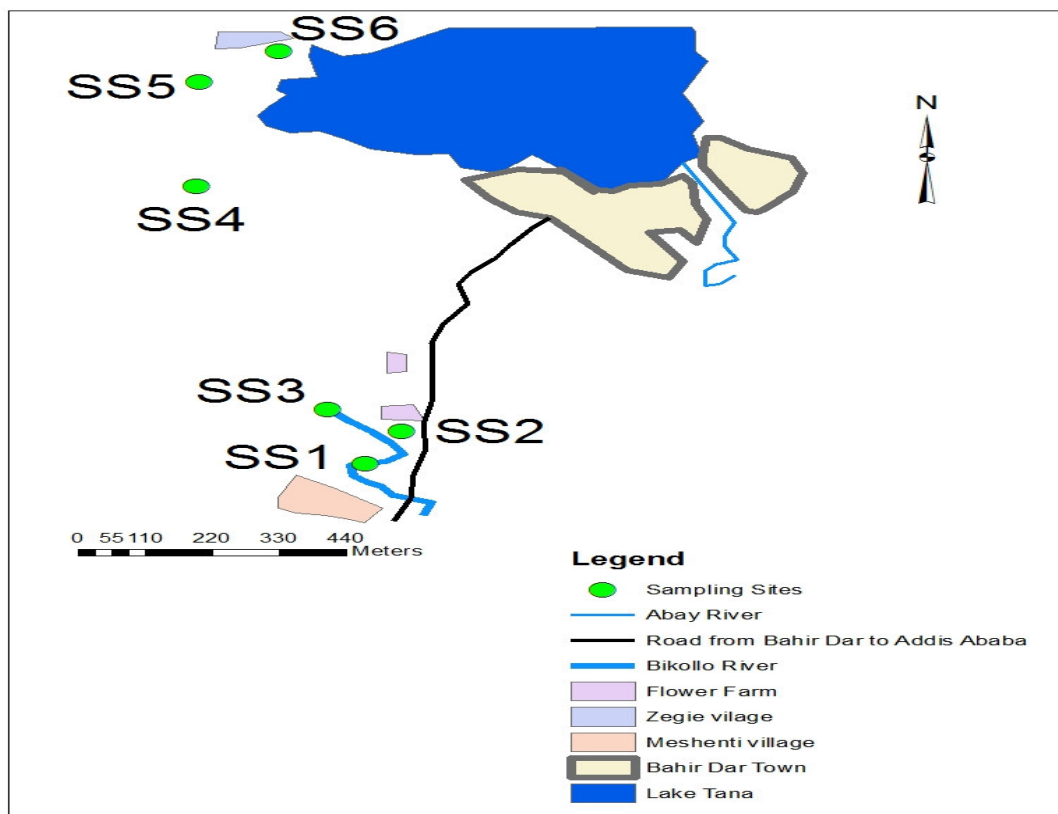 SS6
SS5
N
SS4
SS3
SS2
SS1
0 55 110 220 330 440
Meters
Legend
Sampling Sites
Abay River
Road from Bahir Dar to Addis Ababa
Bikollo River
Flower Farm
Zegie vilage
Meshenti village
Bahir Dar Town
Lake Tana